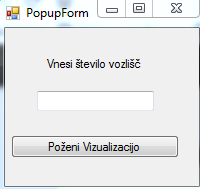 PopupForm
Vnesi število vozlišč
Poženi Vizualizacijo